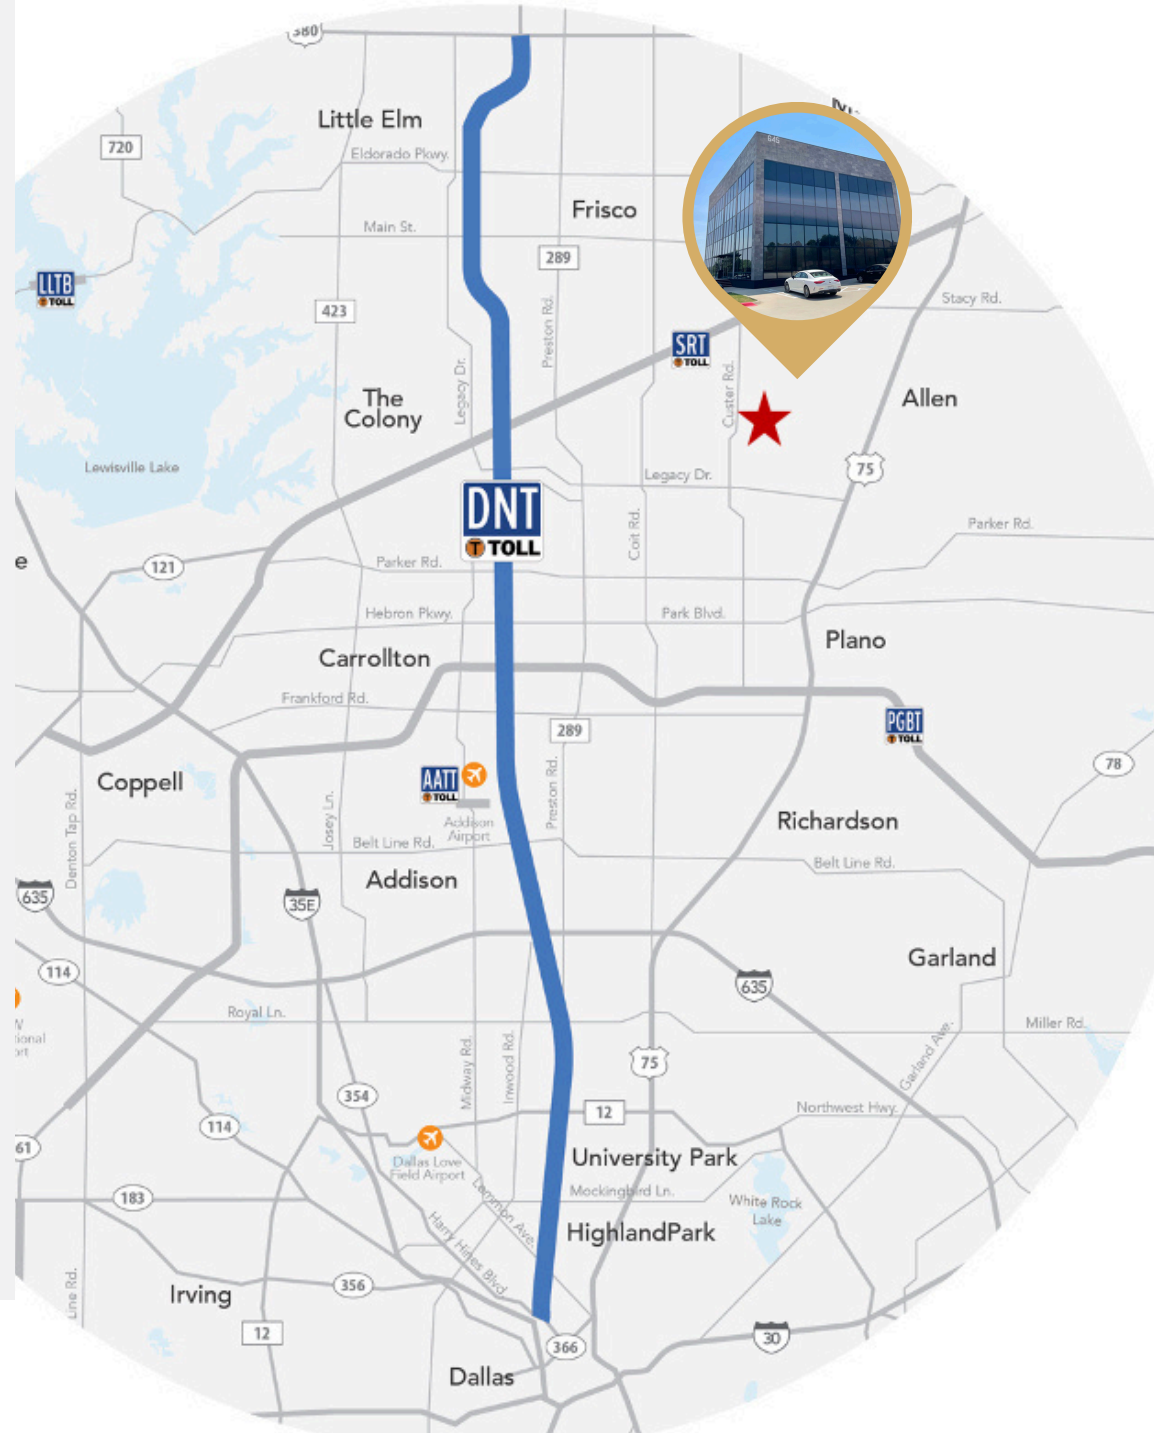 380
Little Elm
720
Eldorado Pkwy.
640
Frisco
Main St.
289
LLTB
TOLL
423
Stacy Rd.
Preston Rd.
SRT
TOLL
Legacy Dr.
Custer Rd.
The
Colony
Allen
Lewisville Lake
75
Legacy Dr.
DNT
TOLL
Coit Rd.
Parker Rd.
e
121
Parker Rd.
Hebron Pkwy.
Park Blvd.
Plano
Carrollton
Frankford Rd.
289
PGBT
TOLL
78
Coppell
AATT
TOLL
Denton Tap Rd.
Josey Ln.
Preston Rd.
Addison
Airport
Richardson
Belt Line Rd.
Belt Line Rd.
Addison
635
35E
Garland
114
635
Royal Ln.
Miller Rd.
Midway Rd.
Inwood Rd.
Garland Ave.
75
354
114
12
Northwest Hwy.
61
Dallas Love
Field Airport
University Park
183
Lemmon Ave.
Mockingbird Ln.
White Rock
Lake
Harry Hines Blvd
HighlandPark
356
Irving
Line Rd.
12
366
30
Dallas